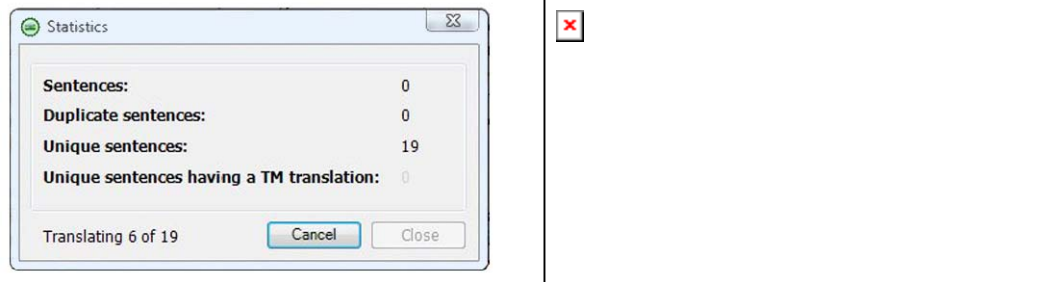 Statistics
Sentences: 0
Duplicate sentences: 0
Unique sentences: 19
Unique sentences having a TM translation: 0
Translating 6 of 19 Cancel Close